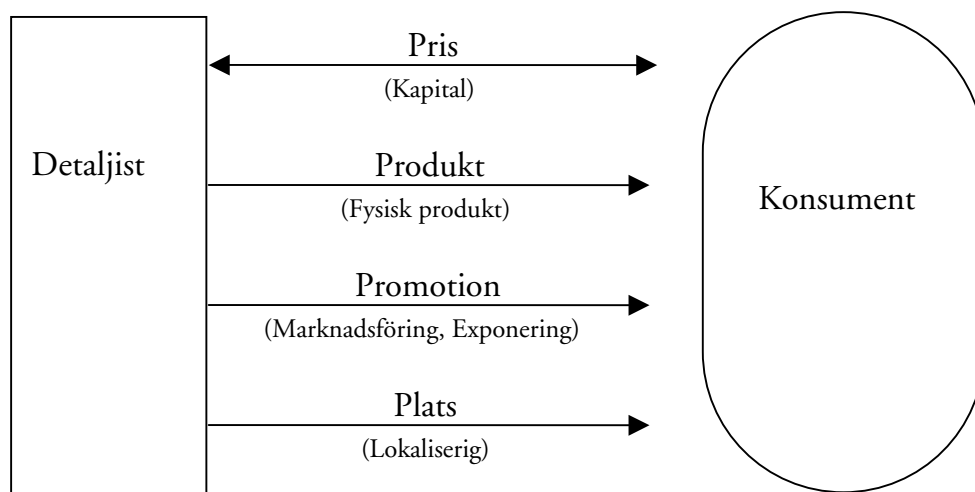 Pris
(Kapital)
Detaljist
Produkt
(Fysisk produkt)
Konsument
Promotion
(Marknadsföring, Exponering)
Plats
(Lokaliserig)